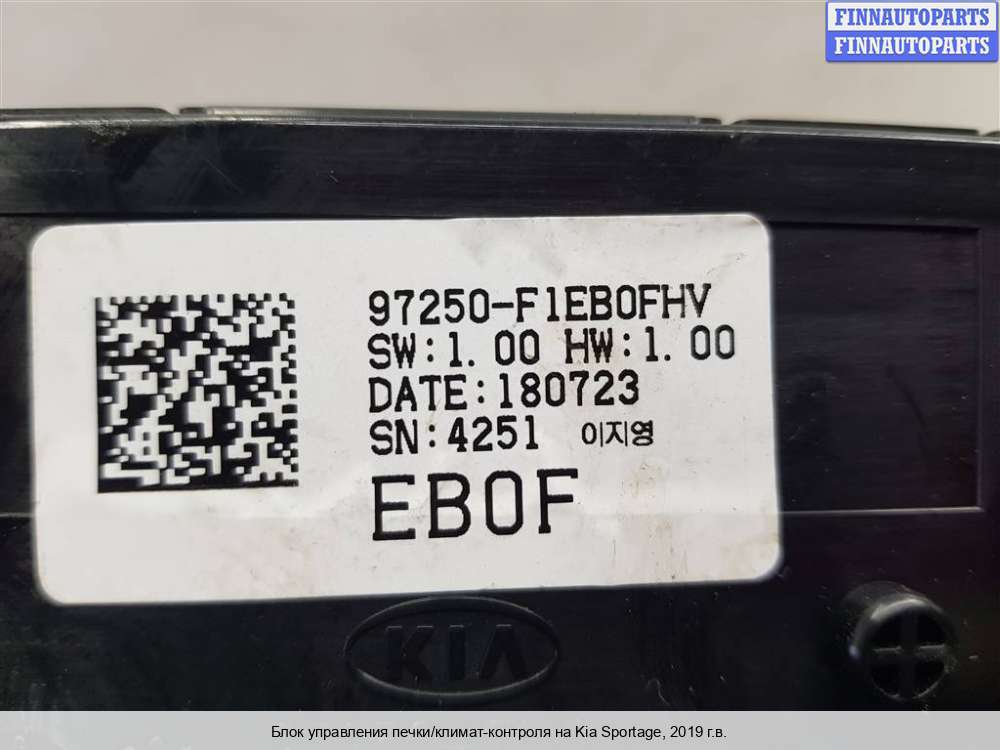 FINNAUTOPARTS
FINNAUTOPARTS
97250-F1EB0FHV
SW:1.00 HW:1.00
DATE:180723
SN:4251 이지영
EB0F
KIA
Блок управления печки/климат-контроля на Kia Sportage, 2019 г.в.